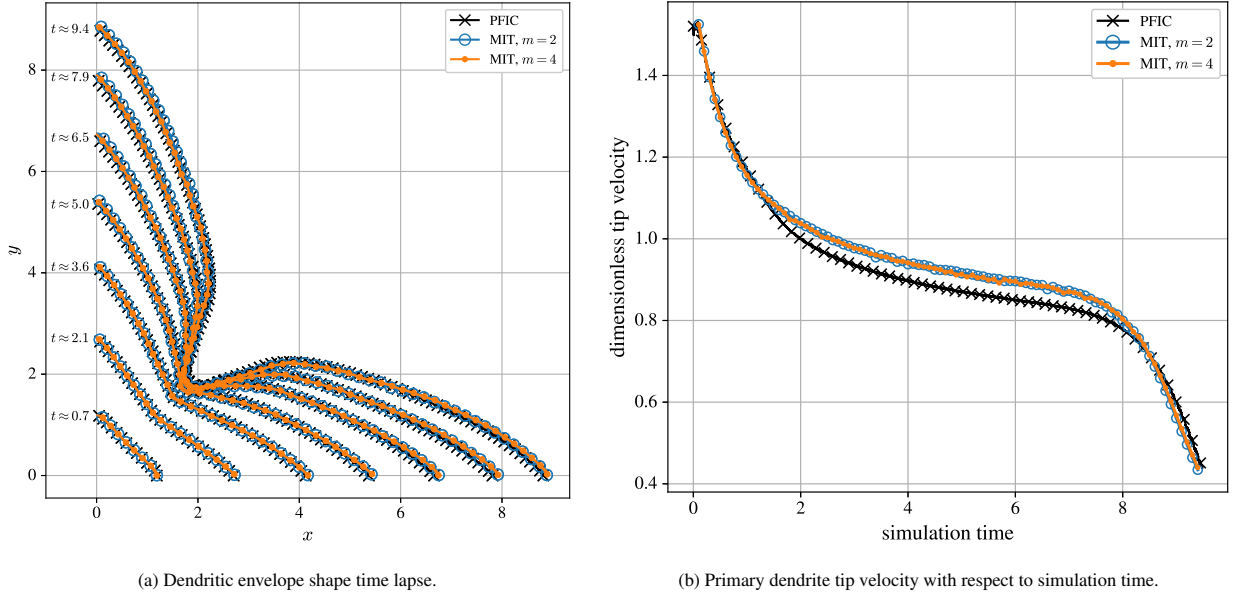 PFIC
MIT, m = 2
MIT, m = 4
t ≈ 9.4
t ≈ 7.9
t ≈ 6.5
t ≈ 5.0
t ≈ 3.6
t ≈ 2.1
t ≈ 0.7
8
6
4
2
0
y
0 2 4 6 8
x
(a) Dendritic envelope shape time lapse.
PFIC
MIT, m = 2
MIT, m = 4
1.4
1.2
1.0
0.8
0.6
0.4
dimensionless tip velocity
0 2 4 6 8
simulation time
(b) Primary dendrite tip velocity with respect to simulation time.